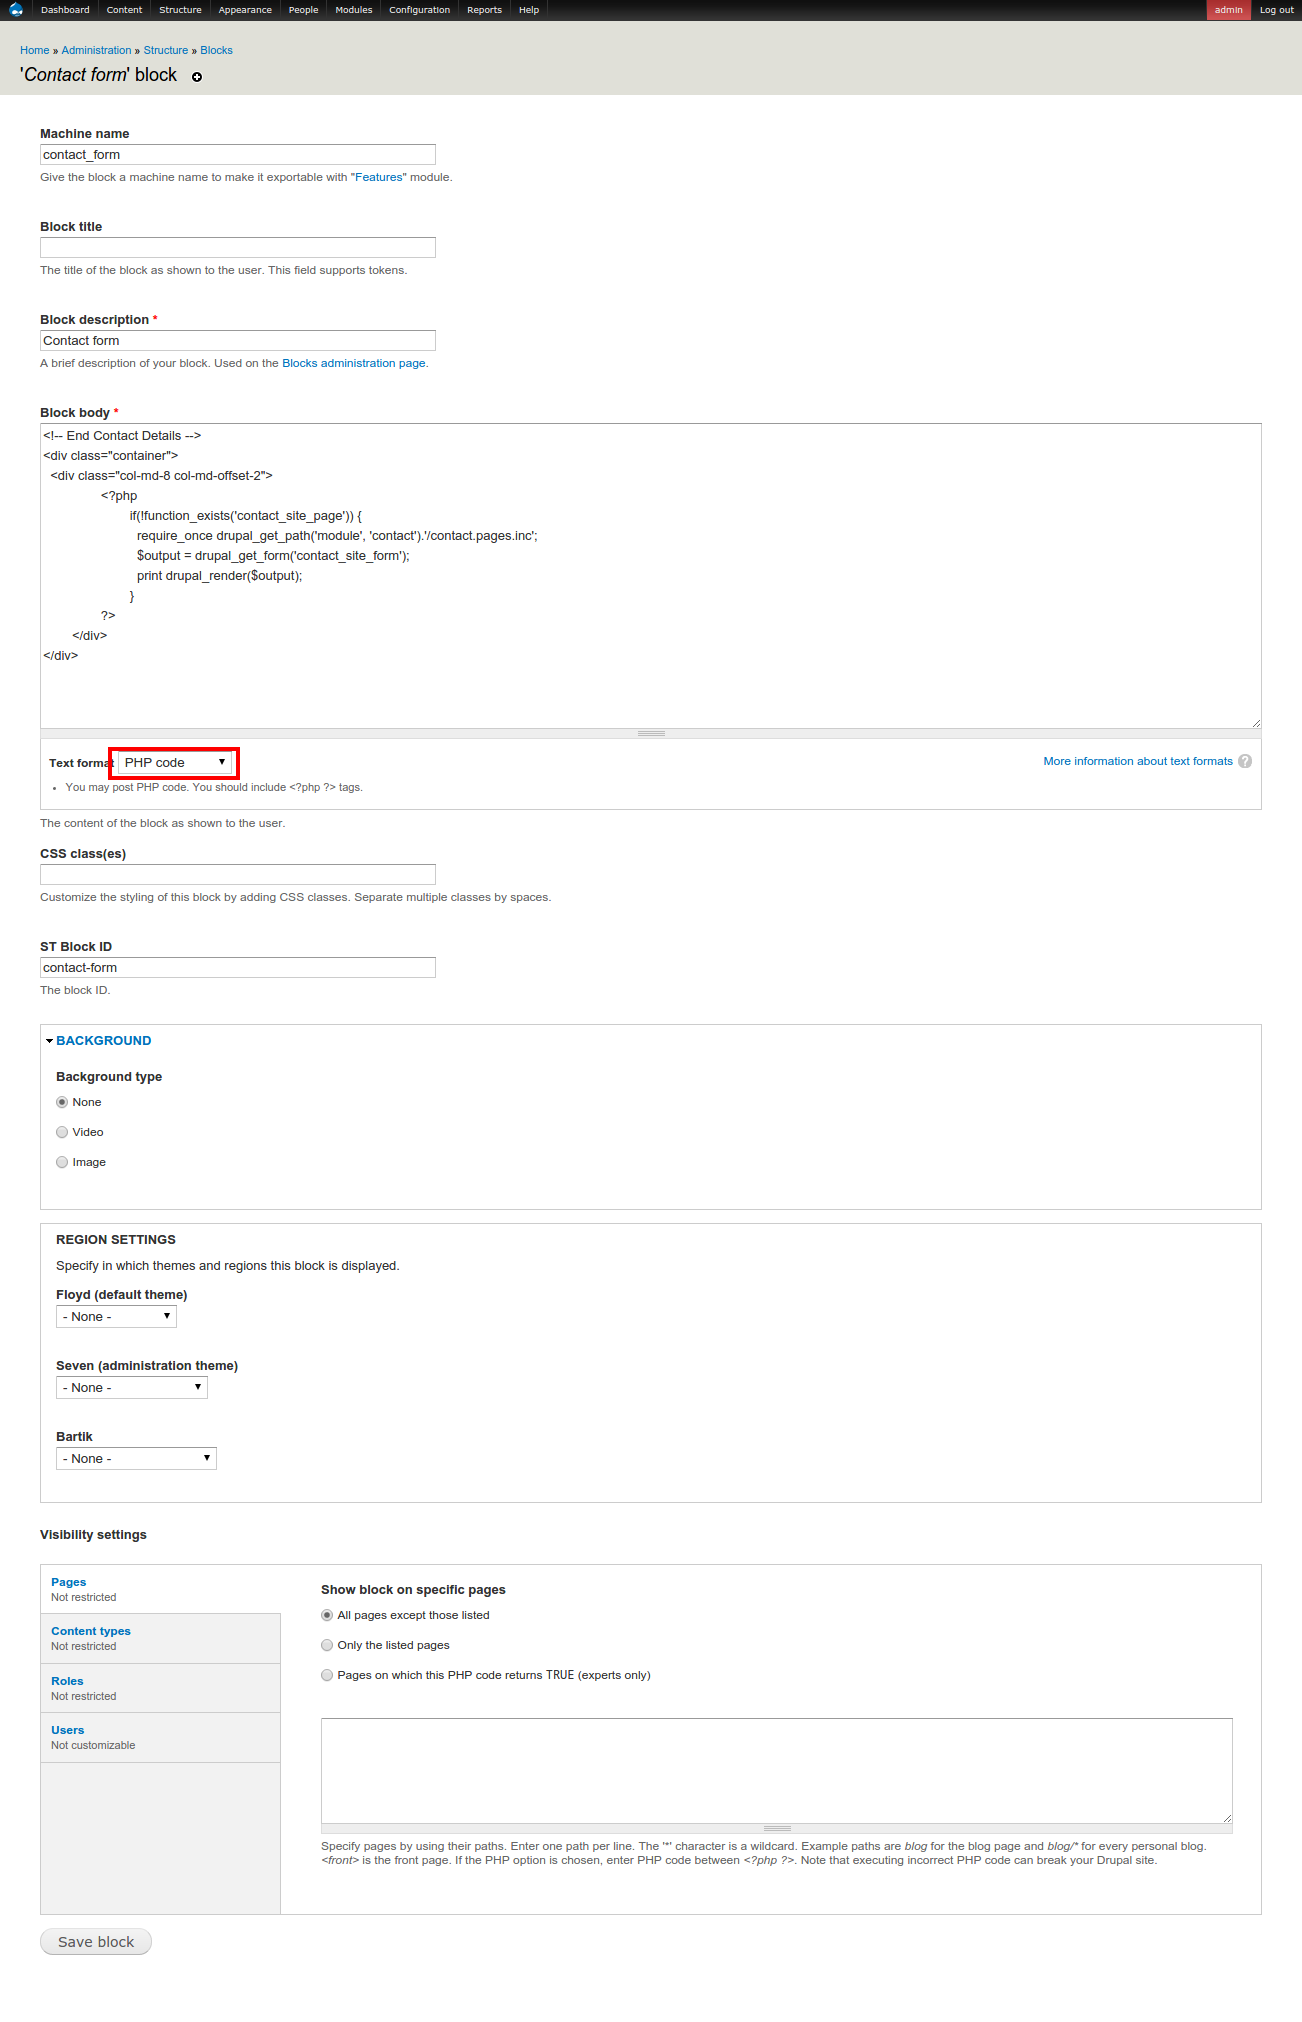 Dashboard Content Structure Appearance People Modules Configuration Reports Help admin Log out
Home » Administration » Structure » Blocks
'Contact form' block
Machine name
contact_form
Give the block a machine name to make it exportable with "Features" module.
Block title
The title of the block as shown to the user. This field supports tokens.
Block description *
Contact form
A brief description of your block. Used on the Blocks administration page.
Block body *
<!-- End Contact Details -->
<div class="container">
<div class="col-md-8 col-md-offset-2">
<?php
if(!function_exists('contact_site_page')) {
require_once drupal_get_path('module', 'contact').'/contact.pages.inc';
$output = drupal_get_form('contact_site_form');
print drupal_render($output);
}
?>
</div>
</div>
Text format PHP code More information about text formats ?
• You may post PHP code. You should include <?php ?> tags.
The content of the block as shown to the user.
CSS class(es)
Customize the styling of this block by adding CSS classes. Separate multiple classes by spaces.
ST Block ID
contact-form
The block ID.
BACKGROUND
Background type
None
Video
Image
REGION SETTINGS
Specify in which themes and regions this block is displayed.
Floyd (default theme)
- None -
Seven (administration theme)
- None -
Bartik
- None -
Visibility settings
Pages
Not restricted
Content types
Not restricted
Roles
Not restricted
Users
Not customizable
Show block on specific pages
All pages except those listed
Only the listed pages
Pages on which this PHP code returns TRUE (experts only)
Specify pages by using their paths. Enter one path per line. The '*' character is a wildcard. Example paths are blog for the blog page and blog/* for every personal blog.
<front> is the front page. If the PHP option is chosen, enter PHP code between <?php ?>. Note that executing incorrect PHP code can break your Drupal site.
Save block